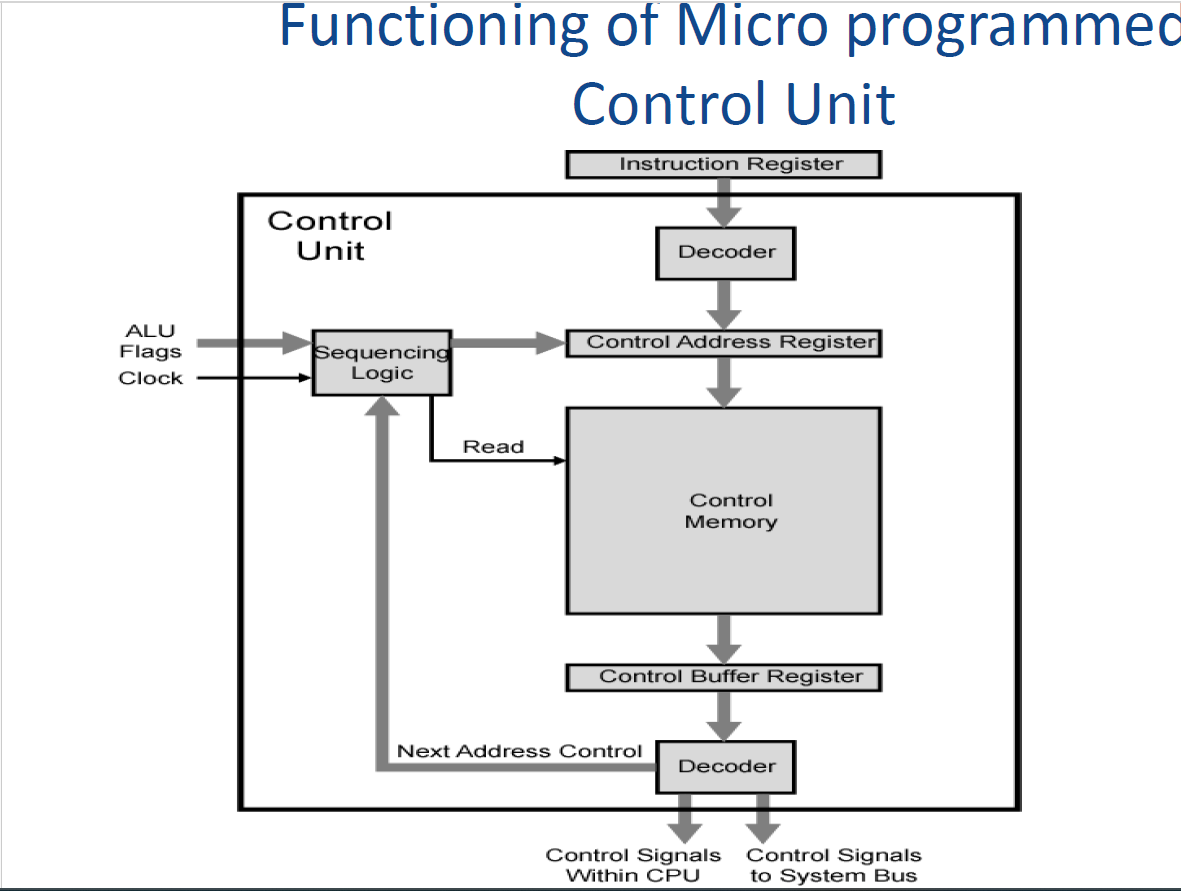 Functioning of Micro programmed
Control Unit
Instruction Register
Control
Unit
Decoder
ALU
Flags
Clock
Sequencing
Logic
Control Address Register
Read
Control
Memory
Control Buffer Register
Next Address Control
Decoder
Control Signals
Within CPU
Control Signals
to System Bus